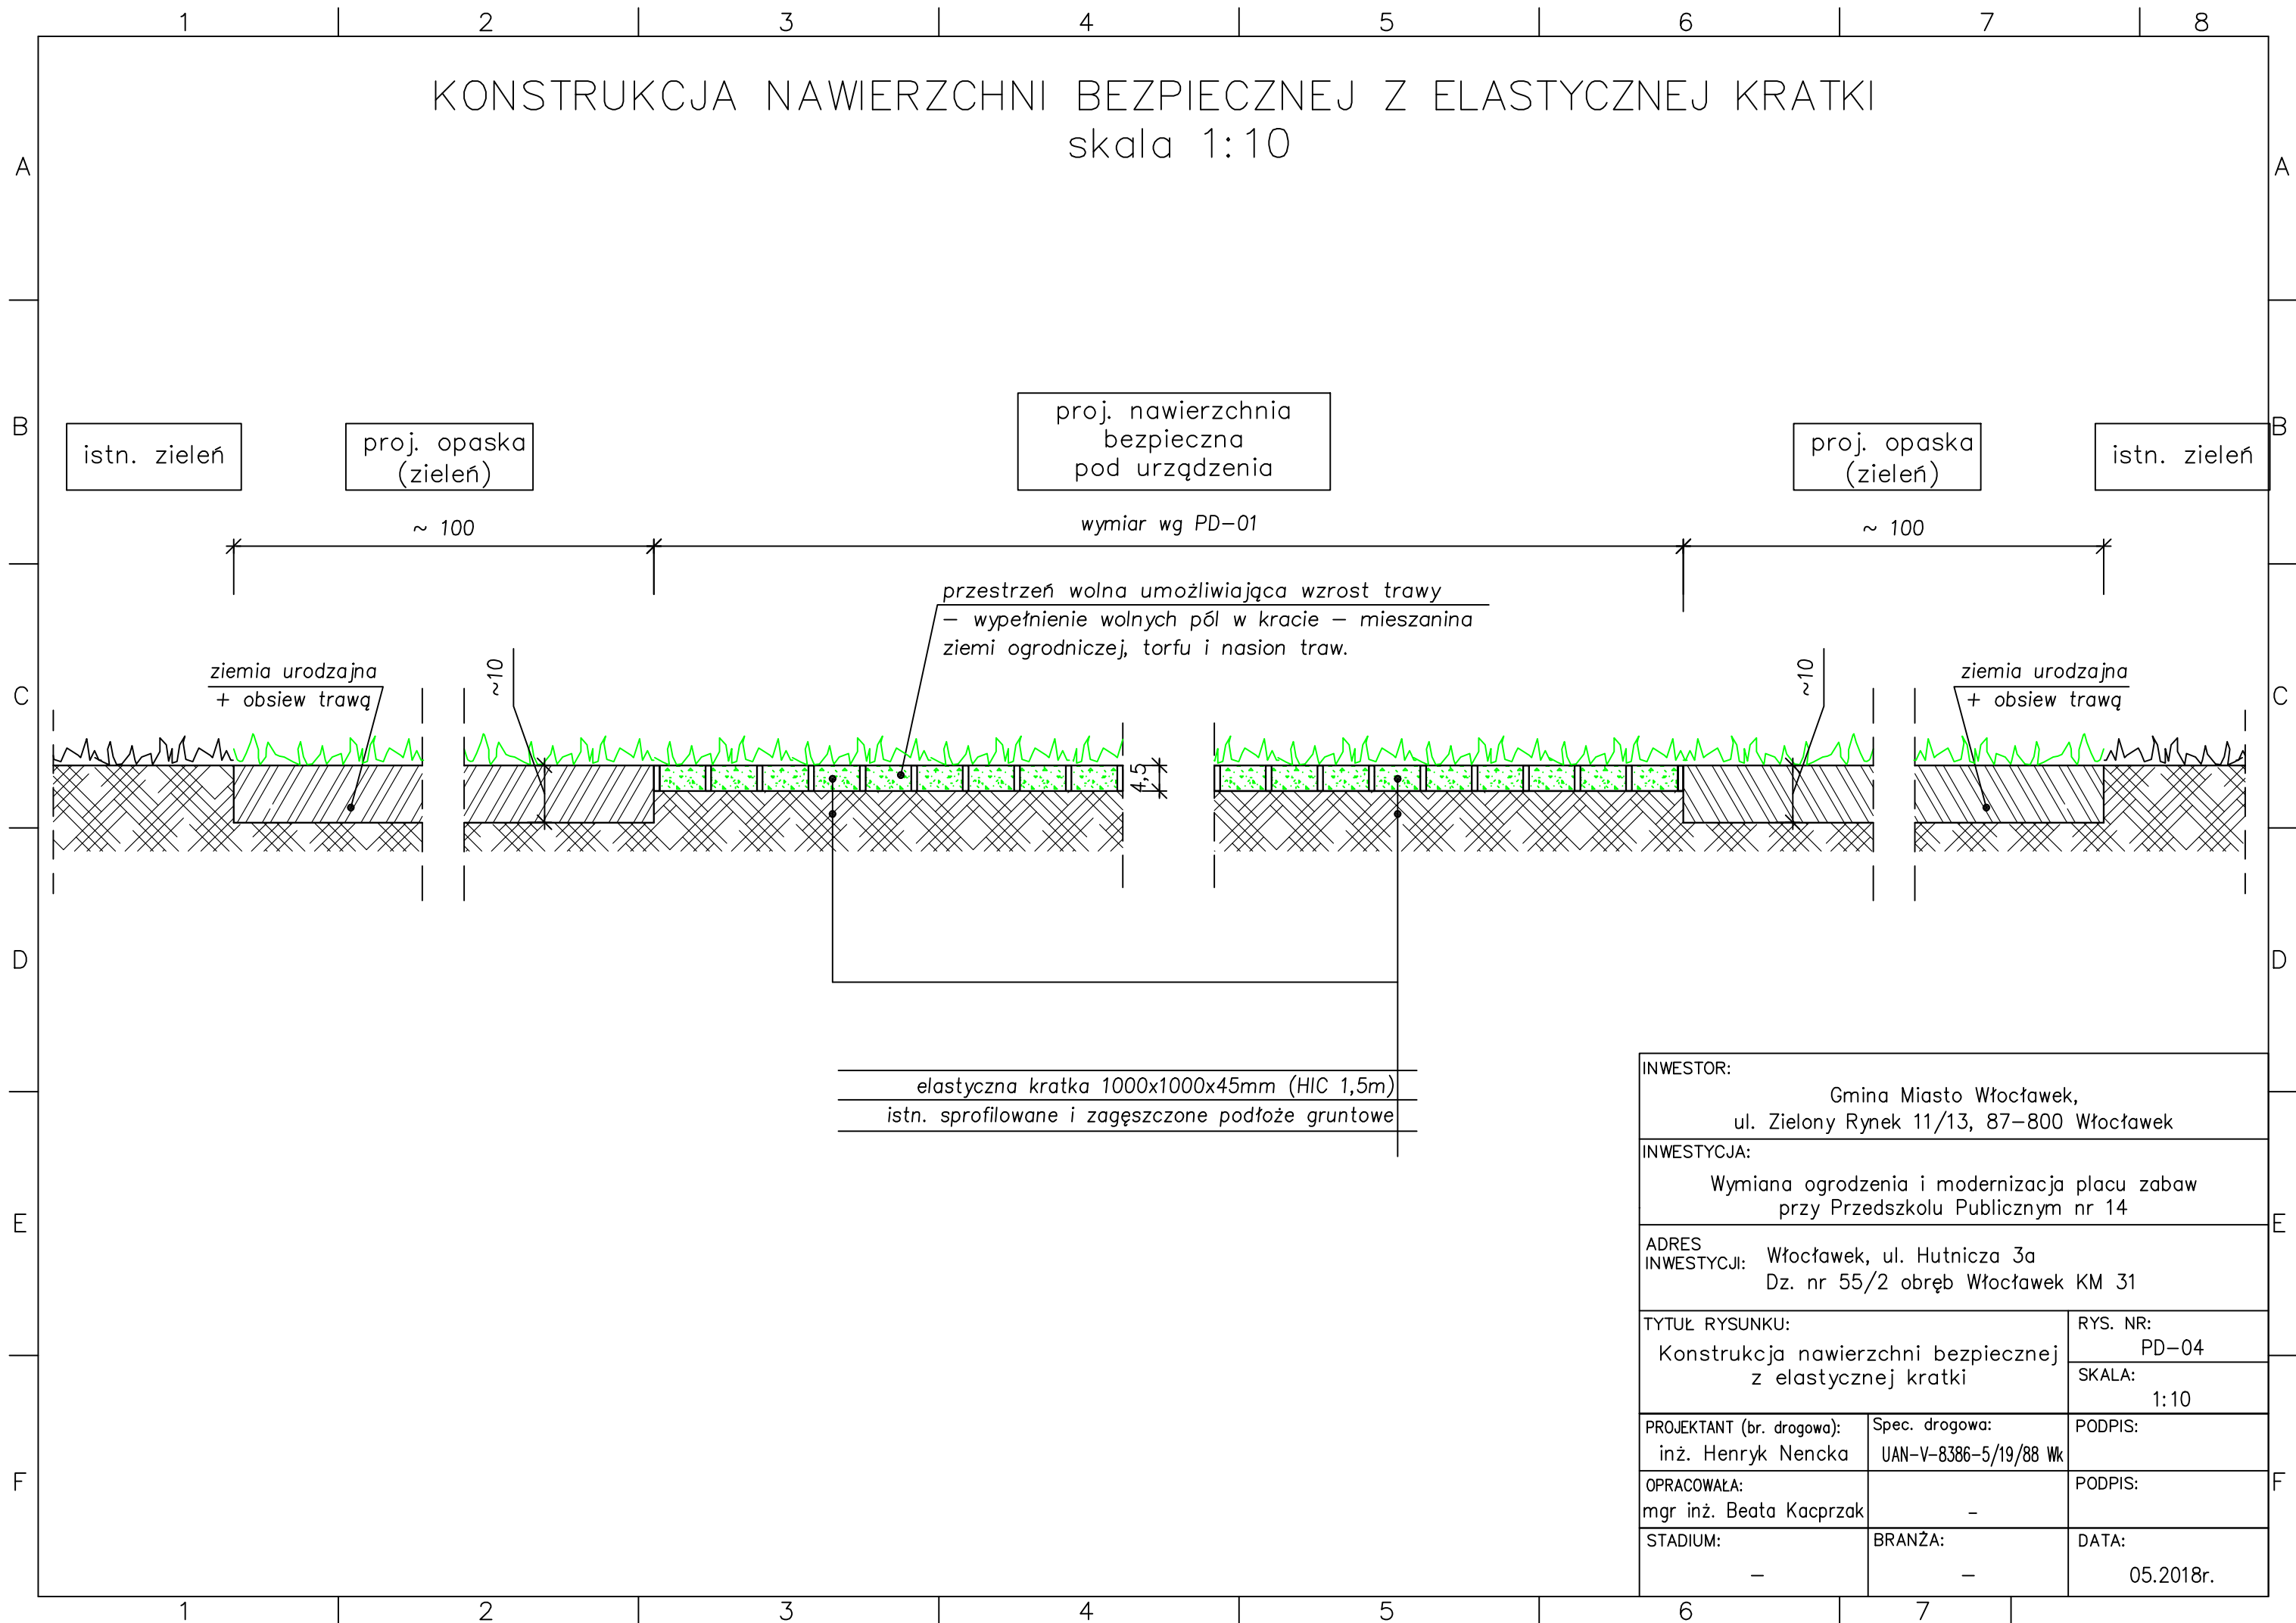 1 2 3 4 5 6 7 8
KONSTRUKCJA NAWIERZCHNI BEZPIECZNEJ Z ELASTYCZNEJ KRATKI
skala 1:10
A A
B B
istn. zieleń
proj. opaska
(zieleń)
proj. nawierzchnia
bezpieczna
pod urządzenia
proj. opaska
(zieleń)
istn. zieleń
~ 100
wymiar wg PD-01
~ 100
przestrzeń wolna umożliwiająca wzrost trawy
- wypełnienie wolnych pól w kracie - mieszanina
ziemi ogrodniczej, torfu i nasion traw.
C C
ziemia urodzajna
+ obsiew trawą
~10
4,5
~10
ziemia urodzajna
+ obsiew trawą
D D
elastyczna kratka 1000x1000x45mm (HIC 1,5m)
istn. sprofilowane i zagęszczone podłoże gruntowe
E E
INWESTOR:
Gmina Miasto Włocławek,
ul. Zielony Rynek 11/13, 87-800 Włocławek
INWESTYCJA:
Wymiana ogrodzenia i modernizacja placu zabaw
przy Przedszkolu Publicznym nr 14
ADRES
INWESTYCJI:
Włocławek, ul. Hutnicza 3a
Dz. nr 55/2 obręb Włocławek KM 31
TYTUŁ RYSUNKU:
Konstrukcja nawierzchni bezpiecznej
z elastycznej kratki
RYS. NR:
PD-04
SKALA:
1:10
PROJEKTANT (br. drogowa):
inż. Henryk Nencka
Spec. drogowa:
UAN-V-8386-5/19/88 Wk
PODPIS:
F F
OPRACOWAŁA:
mgr inż. Beata Kacprzak
-
PODPIS:
STADIUM:
-
BRANŻA:
-
DATA:
05.2018r.
1 2 3 4 5 6 7